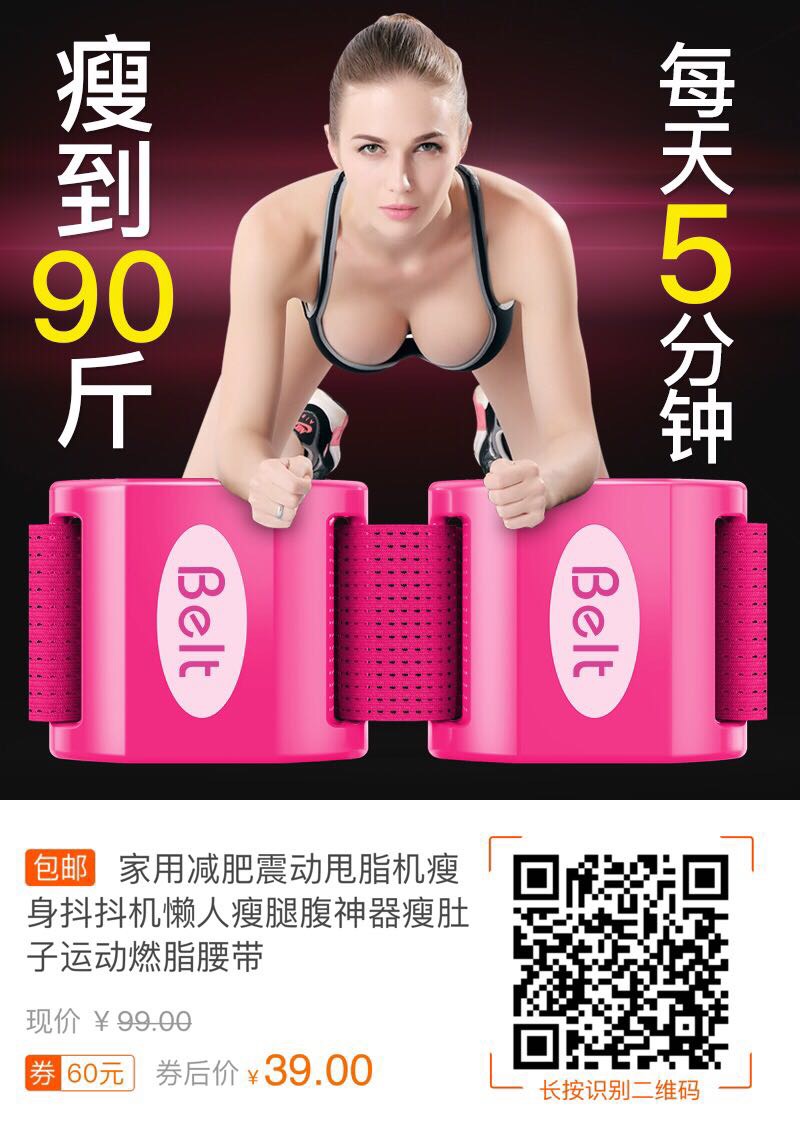 瘦到90斤
每天5分钟
Belt
Belt
包邮 家用减肥震动甩脂机瘦
身抖抖机懒人瘦腿腹神器瘦肚
子运动燃脂腰带
现价 ¥ 99.00
券 60元 券后价 ¥ 39.00
长按识别二维码